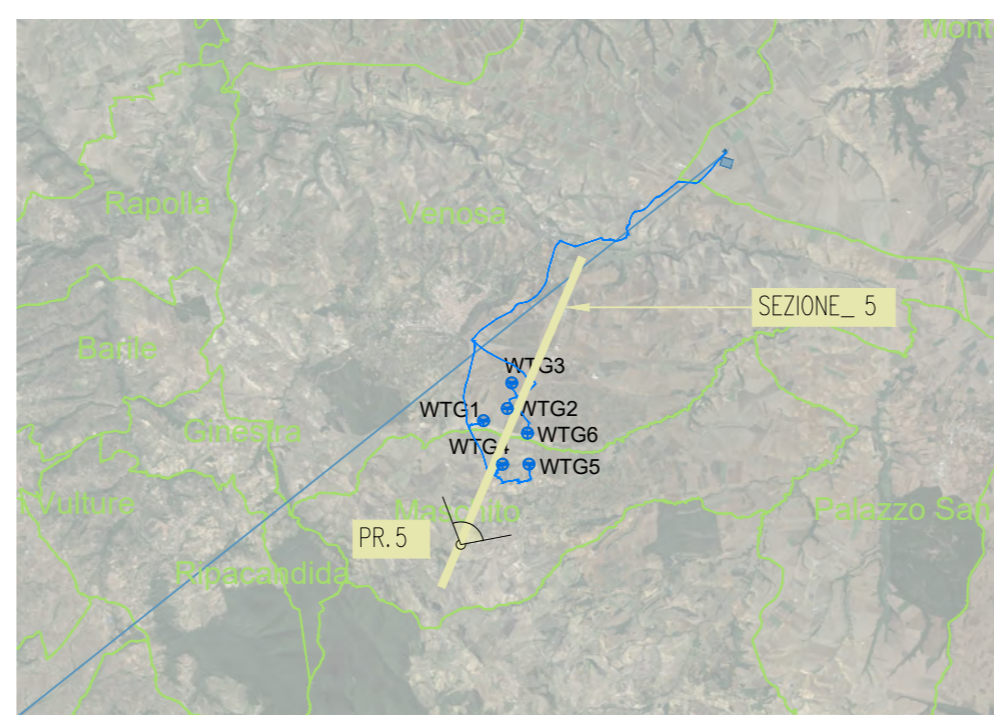 Mont
Rapolla
Venosa
SEZIONE_ 5
Barile
WTG3
WTG1
WTG2
Ginestra
WTG6
WTG4
WTG5
Vulture
Maschito
Palazzo San
PR.5
Ripacandida